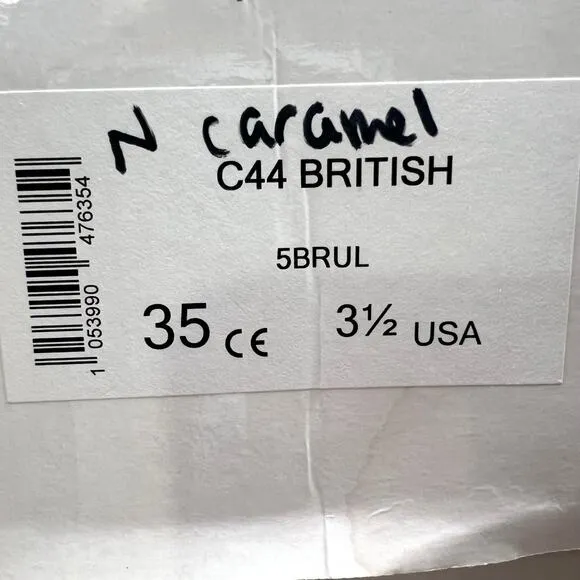 N caramel
C44 BRITISH
5BRUL
35 CE 3½ USA
1 053990 476354